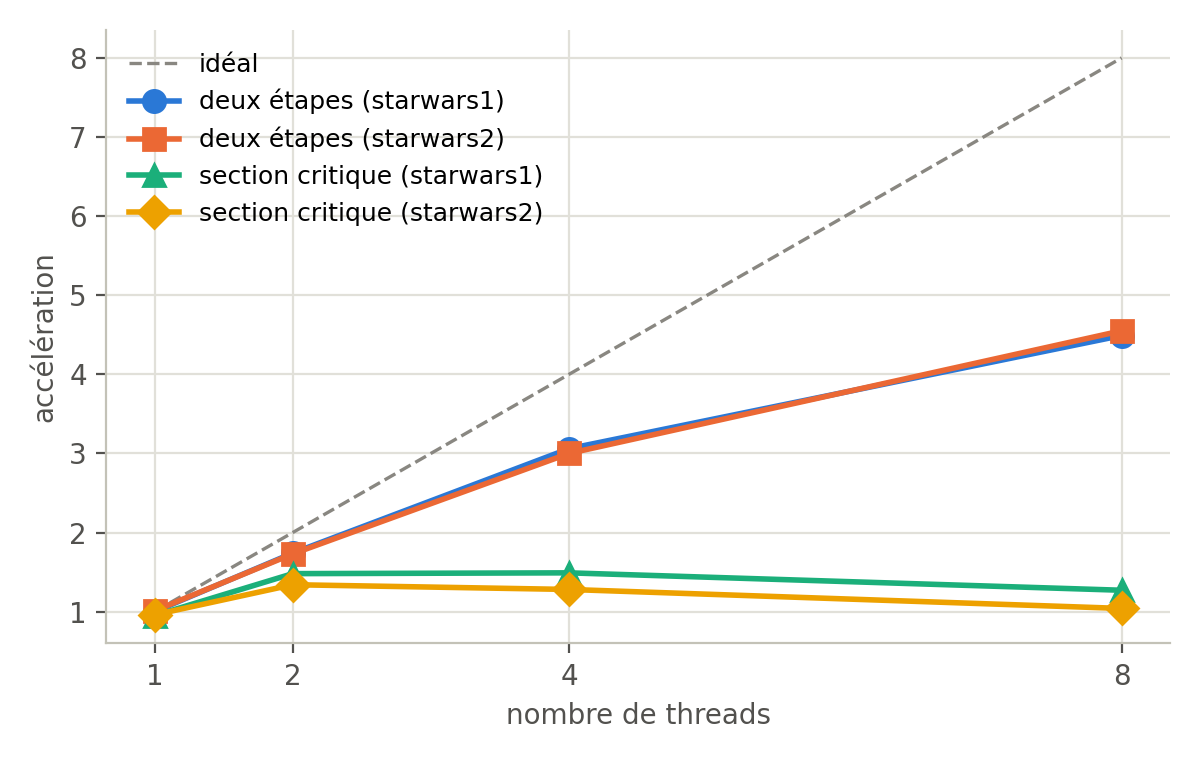 idéal
deux étapes (starwars1)
deux étapes (starwars2)
section critique (starwars1)
section critique (starwars2)
8
7
6
5
4
3
2
1
accélération
1 2 4 8
nombre de threads